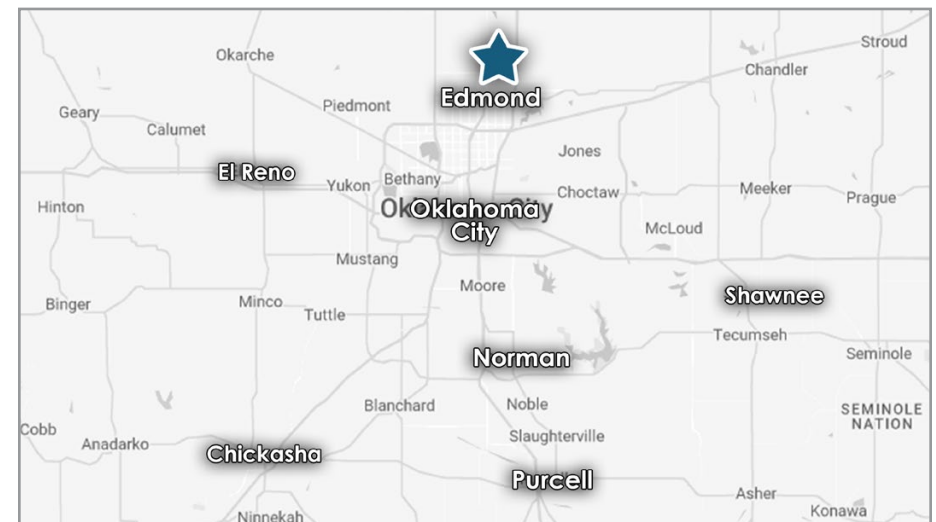 Stroud
Okarche
Chandler
Edmond
Piedmont
Geary
Calumet
Jones
El Reno
Bethany
Yukon
Choctaw
Meeker
Prague
Hinton
Oklahoma
City
McLoud
Mustang
Moore
Shawnee
Binger
Minco
Tuttle
Tecumseh
Norman
Seminole
Blanchard
Noble
SEMINOLE
NATION
Cobb
Slaughterville
Anadarko
Chickasha
Purcell
Asher
Konawa
Ninnekah